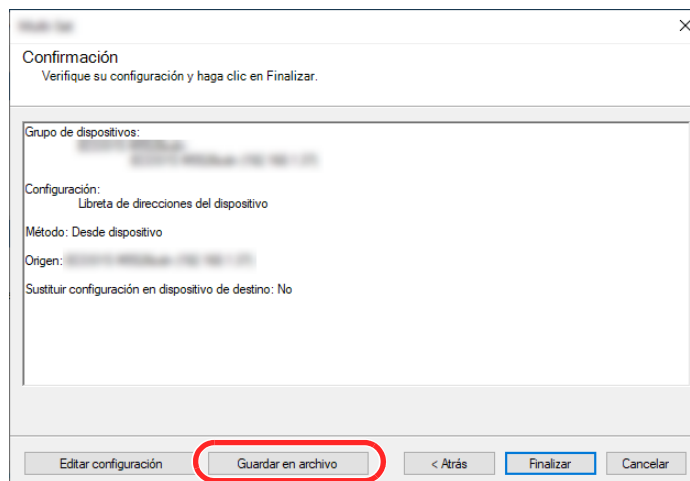 Confirmación
Verifique su configuración y haga clic en Finalizar.
Grupo de dispositivos:
Configuración:
Libreta de direcciones del dispositivo
Método: Desde dispositivo
Origen:
Sustituir configuración en dispositivo de destino: No
Editar configuración
Guardar en archivo
< Atrás
Finalizar
Cancelar